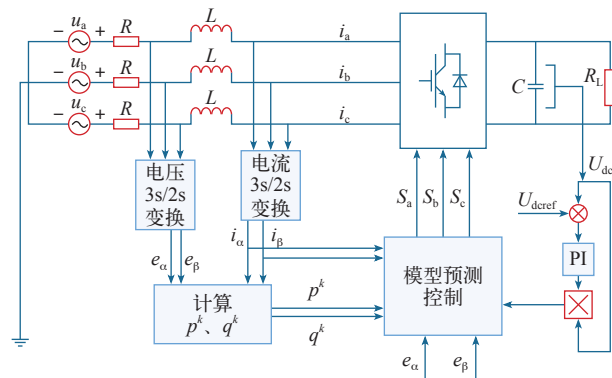 − u_a + R L i_a
− u_b + R L i_b
− u_c + R L i_c
C R_L
电压
3s/2s
变换
电流
3s/2s
变换
S_a S_b S_c
U_dc
U_dcref
PI
i_α i_β
e_α e_β
模型预测
控制
计算
p^k、q^k
p^k
q^k
e_α e_β